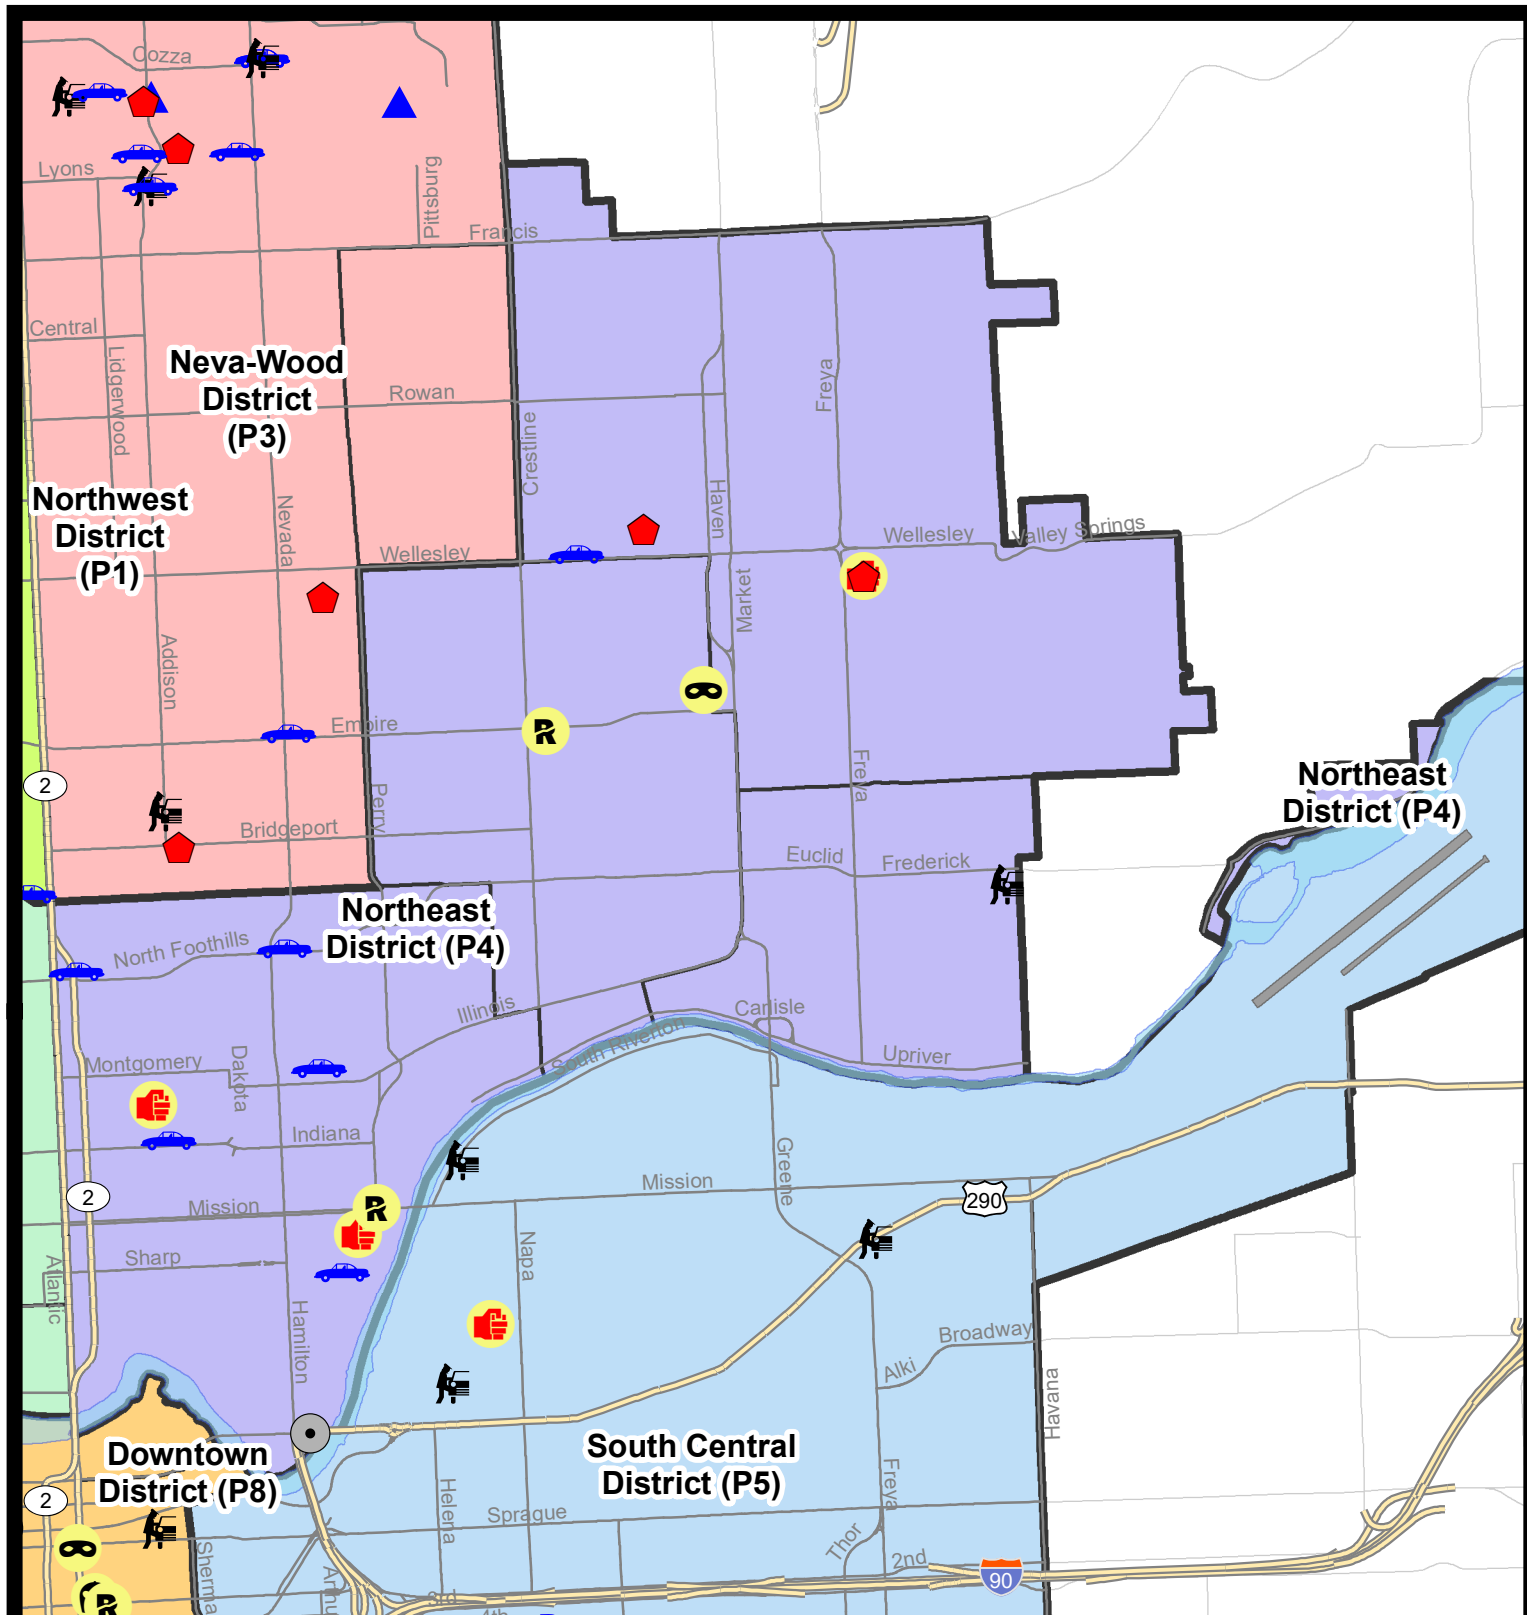 Cozza
Lyons
Pittsburg
Francis
Central
Lidgerwood
Neva-Wood
District
(P3)
Rowan
Freya
Crestline
Northwest
District
(P1)
Nevada
Haven
Wellesley
Wellesley
Valley Springs
Market
Addison
Empire
Freya
2
Perry
Bridgeport
Northeast
District (P4)
Euclid
Frederick
Northeast
District (P4)
North Foothills
Illinois
Carlisle
South Riverton
Upriver
Montgomery
Dakota
Indiana
Greene
Mission
290
2
Mission
R
Napa
Sharp
Atlantic
Hamilton
Broadway
Alki
Havana
Downtown
District (P8)
South Central
District (P5)
2
Helena
Freya
Sprague
Thor
2nd
90
3rd
4th
R
R